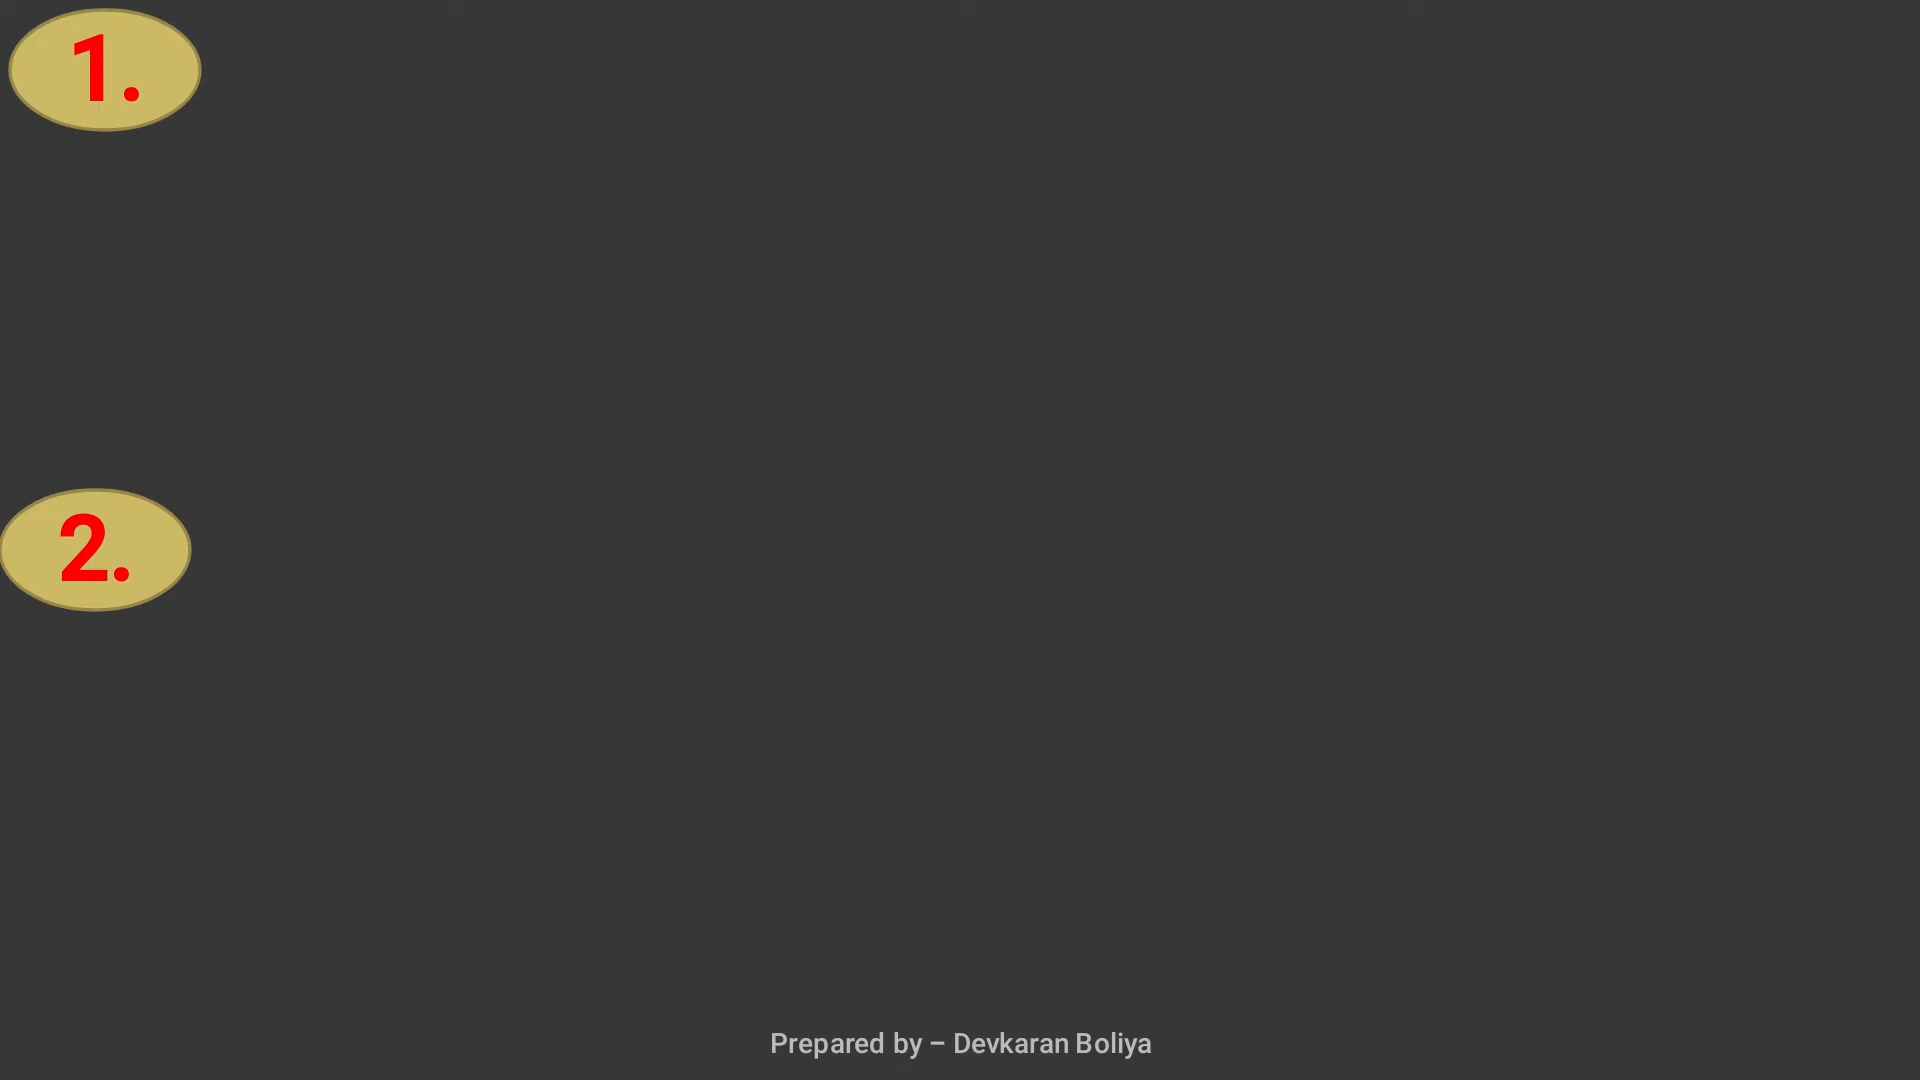 1.
2.
Prepared by – Devkaran Boliya